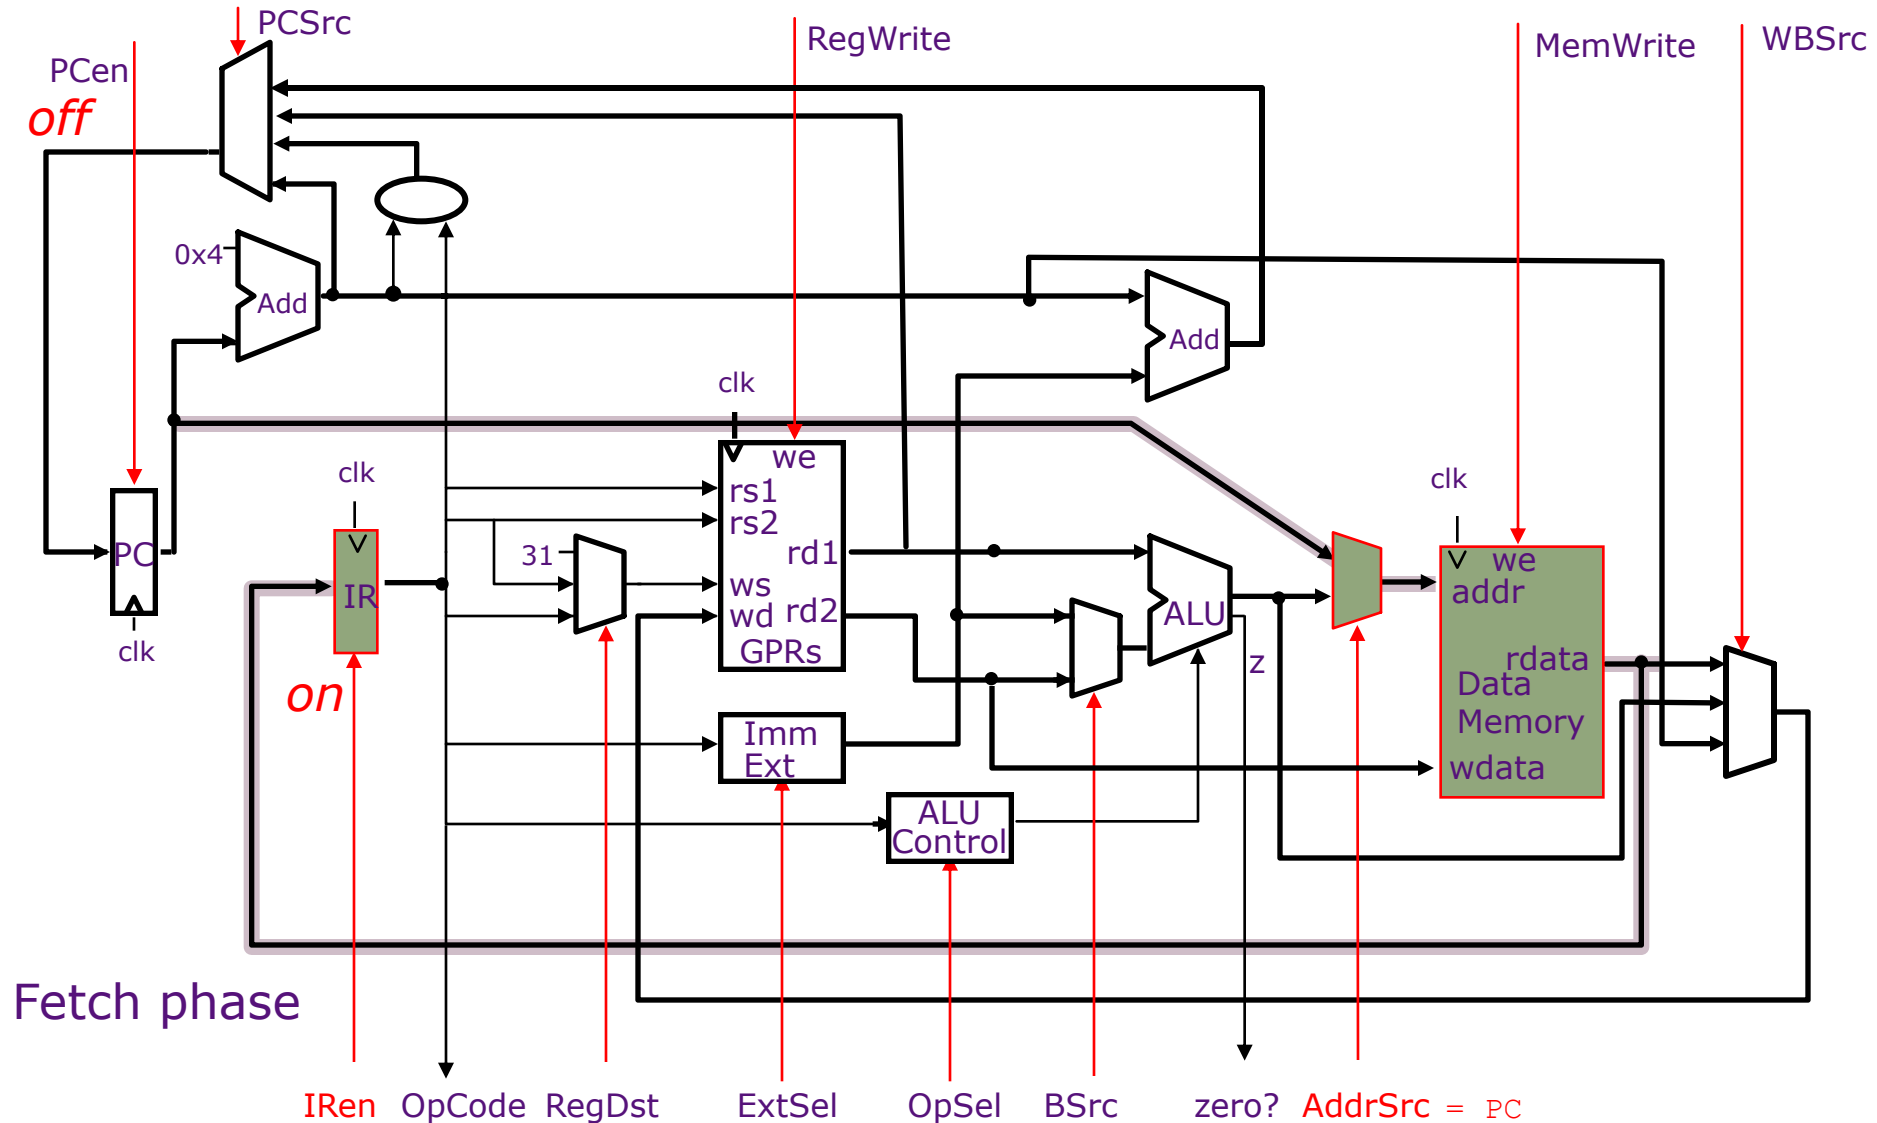 PCSrc
RegWrite
MemWrite
WBSrc
PCen
off
0x4
Add
Add
clk
clk
clk
we
rs1
rs2
rd1
31
ws
wd
rd2
GPRs
PC
clk
IR
on
ALU
z
we
addr
rdata
Data
Memory
wdata
Imm
Ext
ALU
Control
Fetch phase
IRen
OpCode
RegDst
ExtSel
OpSel
BSrc
zero?
AddrSrc = PC